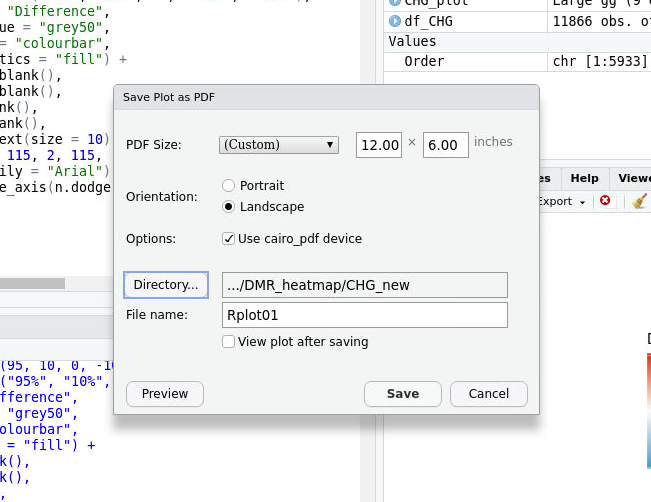 "Difference",
ue = "grey50",
= "colourbar",
tics = "fill") +
blank(),
blank(),
nk(),
ank(),
ext(size = 10)
115, 2, 115,
ily = "Arial")
e_axis(n.dodge
CHG_plot Large gg (9 e
df_CHG 11866 obs. of
Values
Order chr [1:5933]
es Help Viewe
Export
Save Plot as PDF
PDF Size: (Custom) 12.00 × 6.00 inches
Orientation: Portrait
Landscape
Options: Use cairo_pdf device
Directory... .../DMR_heatmap/CHG_new
File name: Rplot01
View plot after saving
Preview Save Cancel
(95, 10, 0, -10
("95%", "10%",
fference",
"grey50",
olourbar",
= "fill") +
k(),
k(),
,